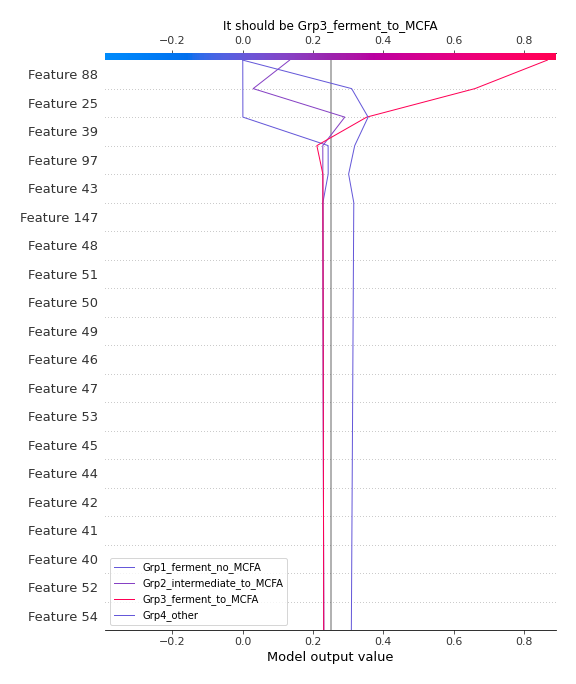 It should be Grp3_ferment_to_MCFA
−0.2 0.0 0.2 0.4 0.6 0.8
Feature 88
Feature 25
Feature 39
Feature 97
Feature 43
Feature 147
Feature 48
Feature 51
Feature 50
Feature 49
Feature 46
Feature 47
Feature 53
Feature 45
Feature 44
Feature 42
Feature 41
Feature 40
Feature 52
Feature 54
Grp1_ferment_no_MCFA
Grp2_intermediate_to_MCFA
Grp3_ferment_to_MCFA
Grp4_other
−0.2 0.0 0.2 0.4 0.6 0.8
Model output value